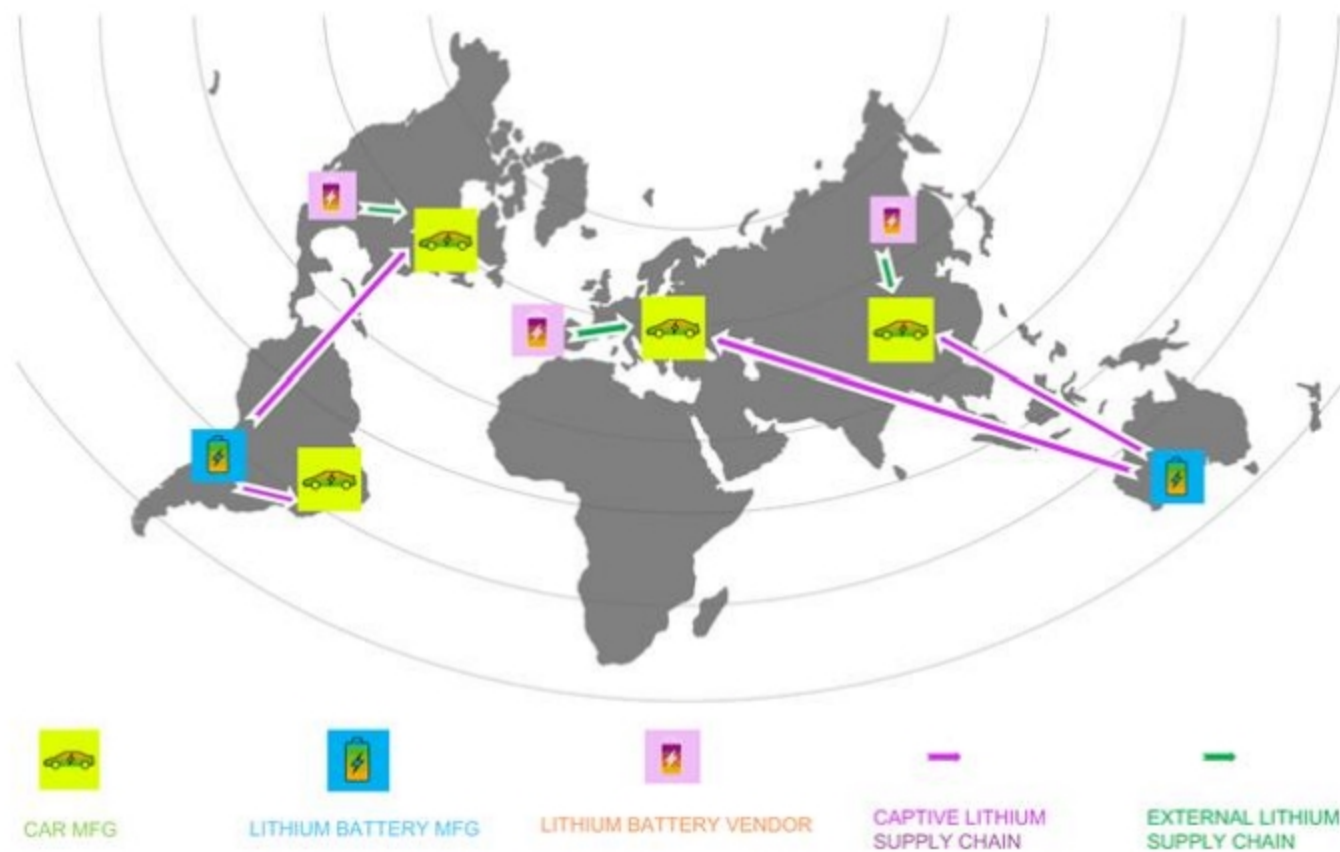 CAR MFG
LITHIUM BATTERY MFG
LITHIUM BATTERY VENDOR
CAPTIVE LITHIUM
SUPPLY CHAIN
EXTERNAL LITHIUM
SUPPLY CHAIN